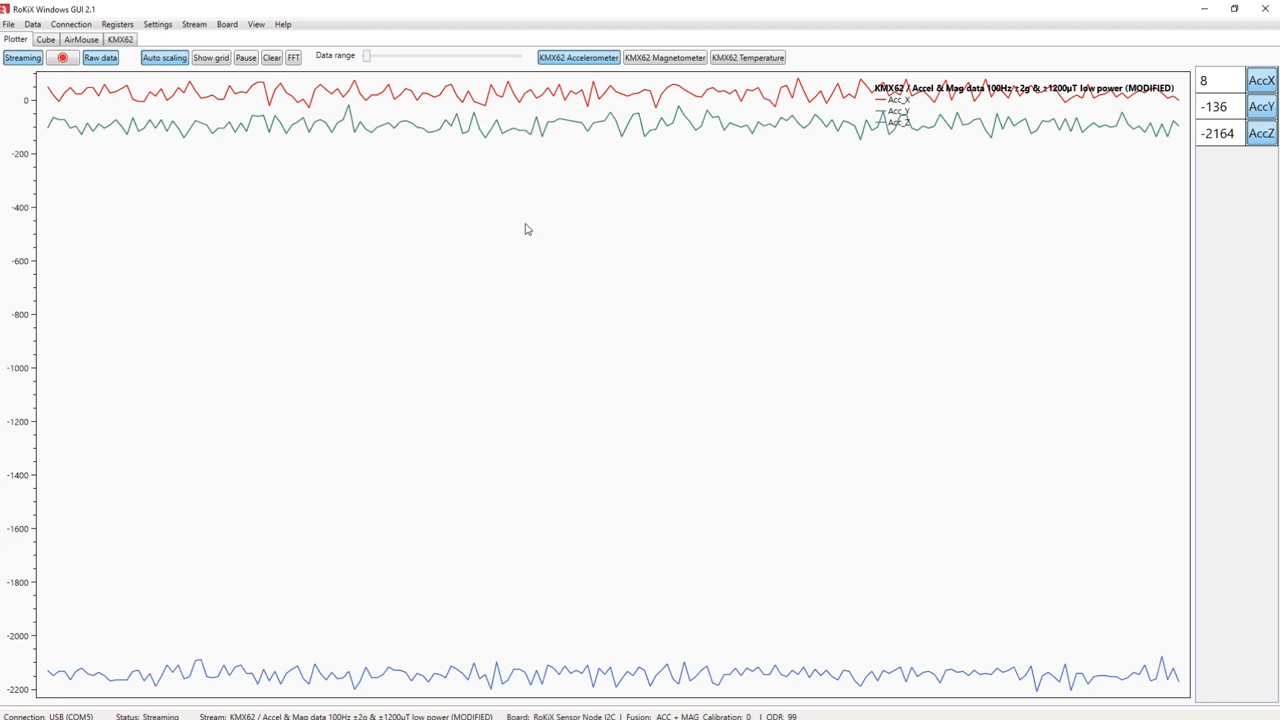 RoKiX Windows GUI 2.1
File Data Connection Registers Settings Stream Board View Help
Plotter Cube AirMouse KMX62
Streaming Raw data Auto scaling Show grid Pause Clear FFT Data range KMX62 Accelerometer KMX62 Magnetometer KMX62 Temperature
KMX62 / Accel & Mag data 100Hz ±2g & ±1200µT low power (MODIFIED)
Acc_X
Acc_Y
Acc_Z
8 AccX
-136 AccY
-2164 AccZ
0
-200
-400
-600
-800
-1000
-1200
-1400
-1600
-1800
-2000
-2200
Connection: USB (COM5) Status: Streaming Stream: KMX62 / Accel & Mag data 100Hz ±2g & ±1200µT low power (MODIFIED) Board: RoKiX Sensor Node I2C | Fusion: ACC + MAG Calibration: 0 | ODR: 99